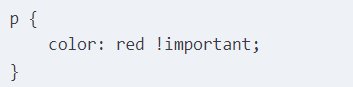 p {
    color: red !important;
}